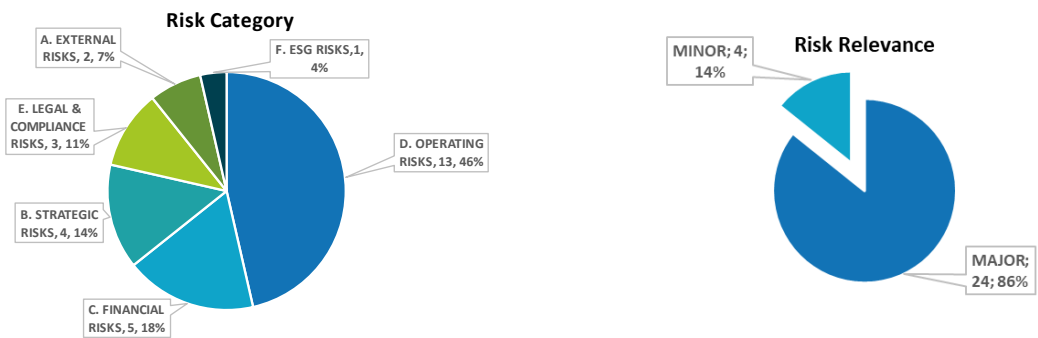 Risk Category
A. EXTERNAL
RISKS, 2, 7%
F. ESG RISKS,1,
4%
E. LEGAL &
COMPLIANCE
RISKS, 3, 11%
D. OPERATING
RISKS, 13, 46%
B. STRATEGIC
RISKS, 4, 14%
C. FINANCIAL
RISKS, 5, 18%
Risk Relevance
MINOR; 4;
14%
MAJOR;
24; 86%